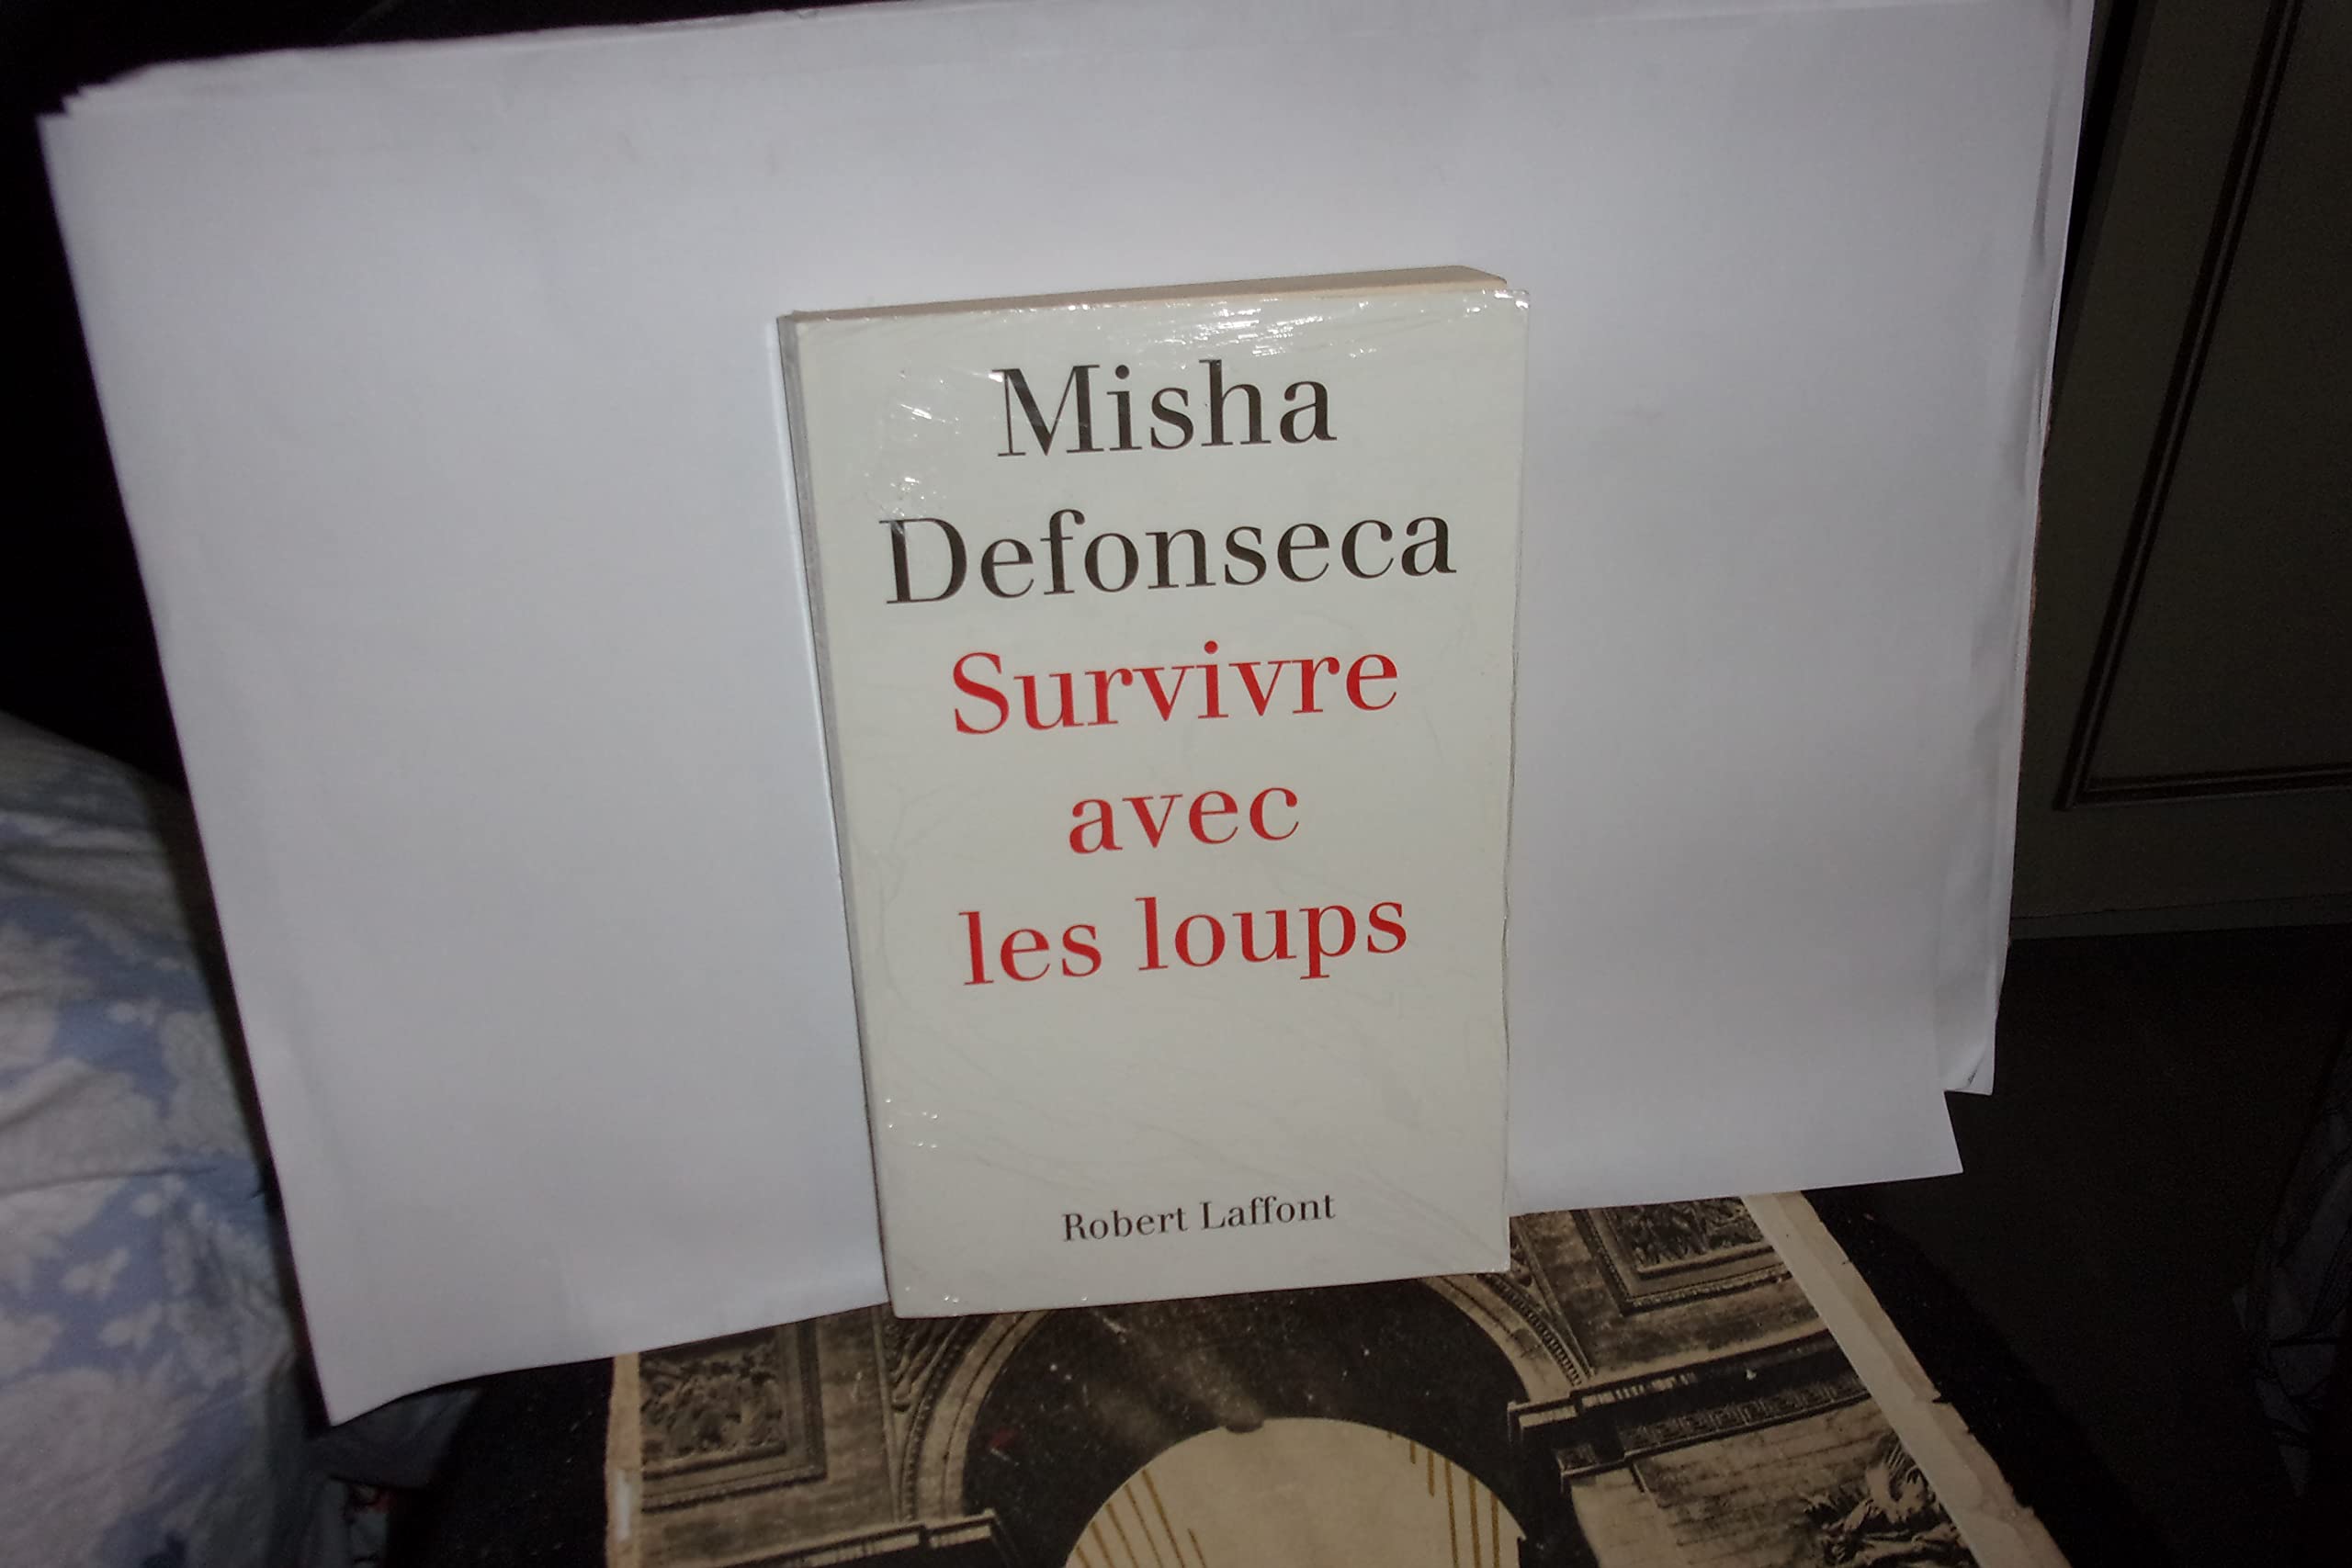 Misha
Defonseca
Survivre
avec
les loups
Robert Laffont